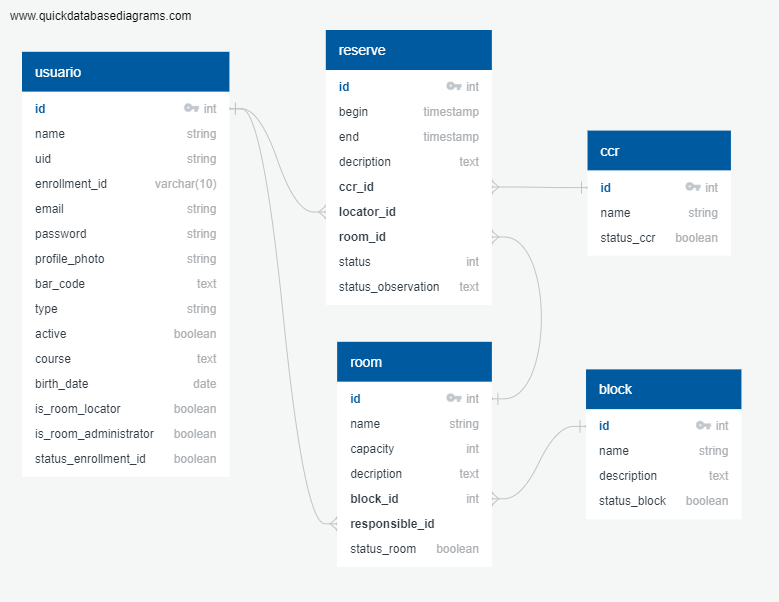 www.quickdatabasediagrams.com
usuario
id int
name string
uid string
enrollment_id varchar(10)
email string
password string
profile_photo string
bar_code text
type string
active boolean
course text
birth_date date
is_room_locator boolean
is_room_administrator boolean
status_enrollment_id boolean
reserve
id int
begin timestamp
end timestamp
decription text
ccr_id
locator_id
room_id
status int
status_observation text
ccr
id int
name string
status_ccr boolean
room
id int
name string
capacity int
decription text
block_id int
responsible_id
status_room boolean
block
id int
name string
description text
status_block boolean